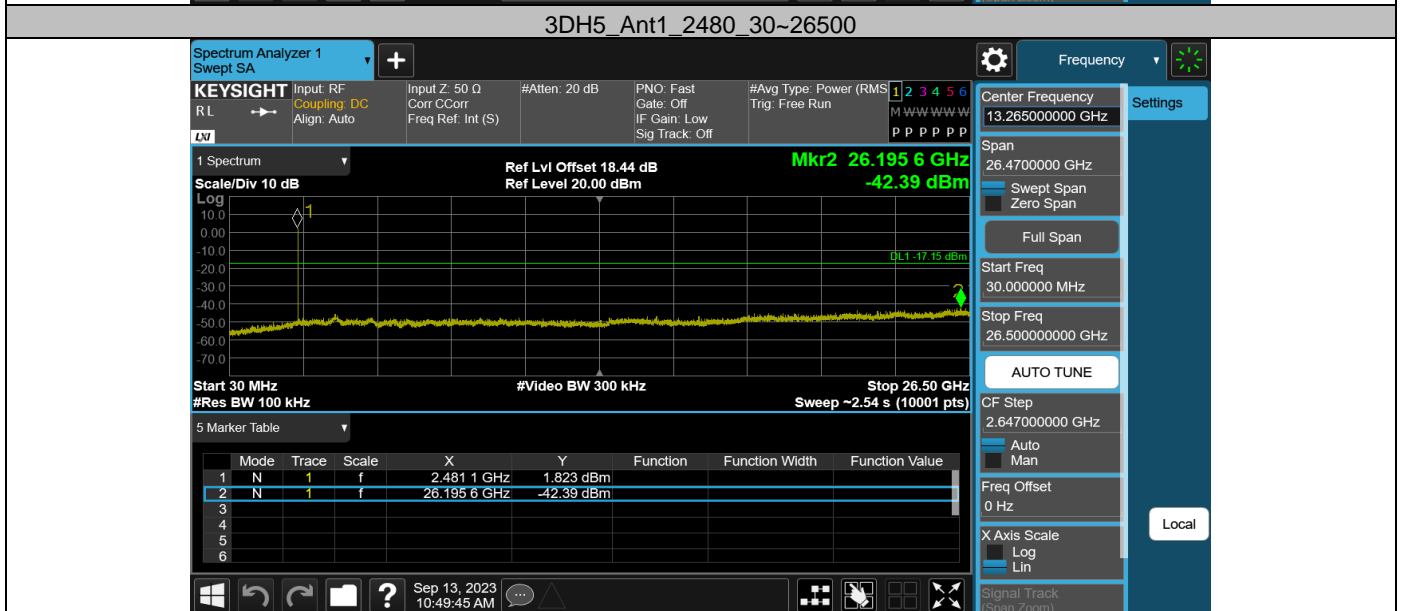 3DH5_Ant1_2480_30~26500
Spectrum Analyzer 1
Swept SA
Frequency
KEYSIGHT
RL
LXI
Input: RF
Coupling: DC
Align: Auto
Input Z: 50 Ω
Corr CCorr
Freq Ref: Int (S)
#Atten: 20 dB
PNO: Fast
Gate: Off
IF Gain: Low
Sig Track: Off
#Avg Type: Power (RMS
Trig: Free Run
1 2 3 4 5 6
M W W W W W
P P P P P P
Center Frequency
13.265000000 GHz
Settings
Span
26.4700000 GHz
Swept Span
Zero Span
Full Span
Start Freq
30.000000 MHz
Stop Freq
26.500000000 GHz
AUTO TUNE
CF Step
2.647000000 GHz
Auto
Man
Freq Offset
0 Hz
X Axis Scale
Log
Lin
Signal Track
(Span Zoom)
Local
1 Spectrum
Scale/Div 10 dB
Ref Lvl Offset 18.44 dB
Ref Level 20.00 dBm
Mkr2 26.195 6 GHz
-42.39 dBm
Log
10.0
0.00
-10.0
-20.0
-30.0
-40.0
-50.0
-60.0
-70.0
1
DL1 -17.15 dBm
2
Start 30 MHz
#Video BW 300 kHz
Stop 26.50 GHz
#Res BW 100 kHz
Sweep ~2.54 s (10001 pts)
5 Marker Table
Mode Trace Scale X Y Function Function Width Function Value
1 N 1 f 2.481 1 GHz 1.823 dBm
2 N 1 f 26.195 6 GHz -42.39 dBm
3
4
5
6
?
Sep 13, 2023
10:49:45 AM